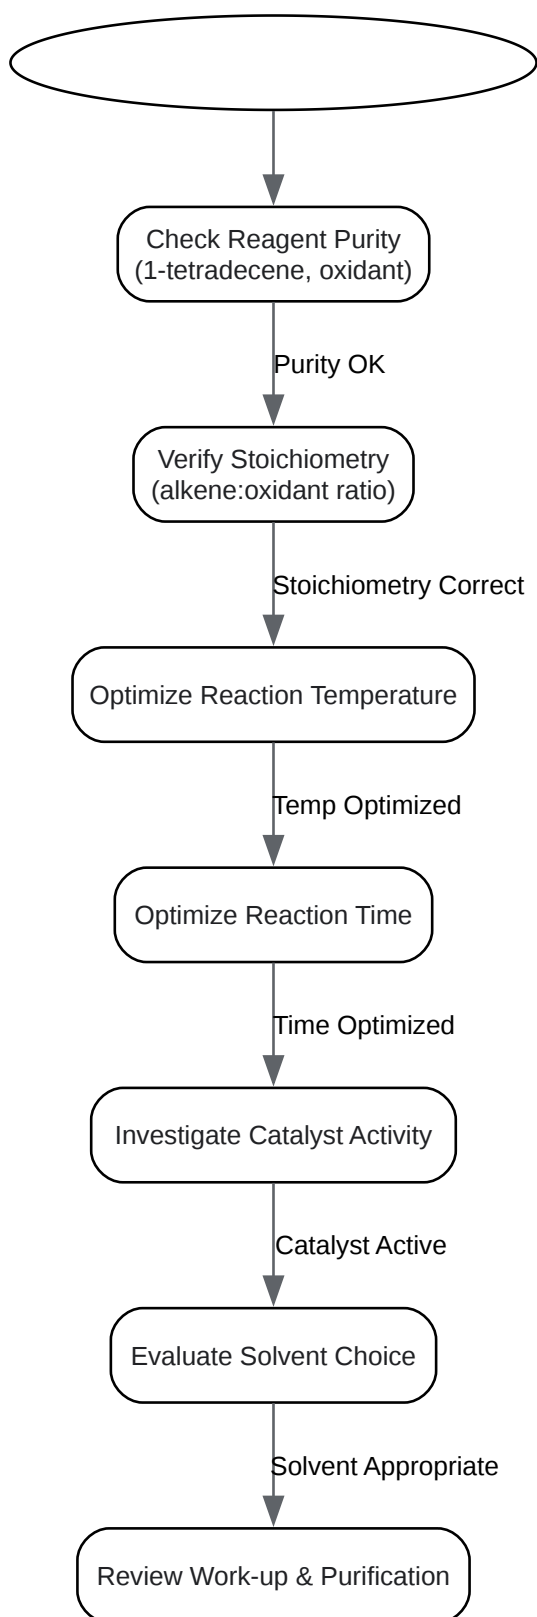 Check Reagent Purity
(1-tetradecene, oxidant)
Purity OK
Verify Stoichiometry
(alkene:oxidant ratio)
Stoichiometry Correct
Optimize Reaction Temperature
Temp Optimized
Optimize Reaction Time
Time Optimized
Investigate Catalyst Activity
Catalyst Active
Evaluate Solvent Choice
Solvent Appropriate
Review Work-up & Purification